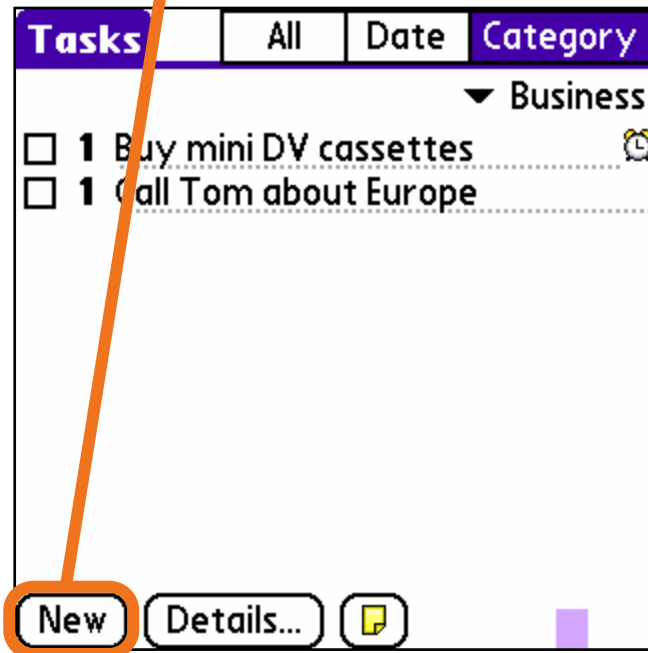 Tasks All Date Category
Business
1 Buy mini DV cassettes
1 Call Tom about Europe
New Details...